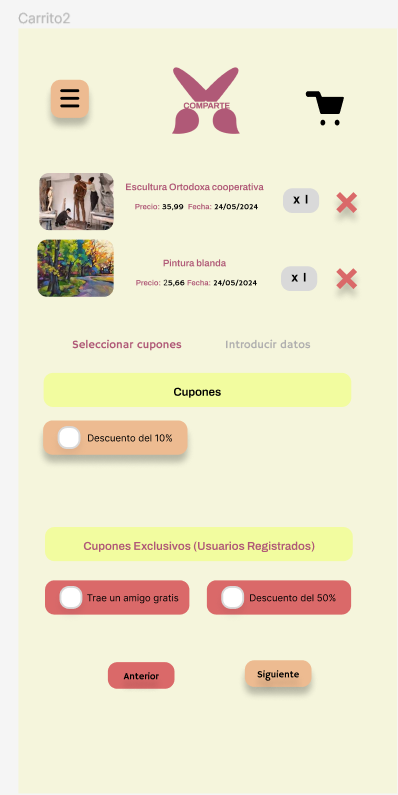 Carrito2
COMPARTE
Escultura Ortodoxa cooperativa
Precio: 35,99 Fecha: 24/05/2024
x 1
Pintura blanda
Precio: 25,66 Fecha: 24/05/2024
x 1
Seleccionar cupones
Introducir datos
Cupones
Descuento del 10%
Cupones Exclusivos (Usuarios Registrados)
Trae un amigo gratis
Descuento del 50%
Anterior
Siguiente